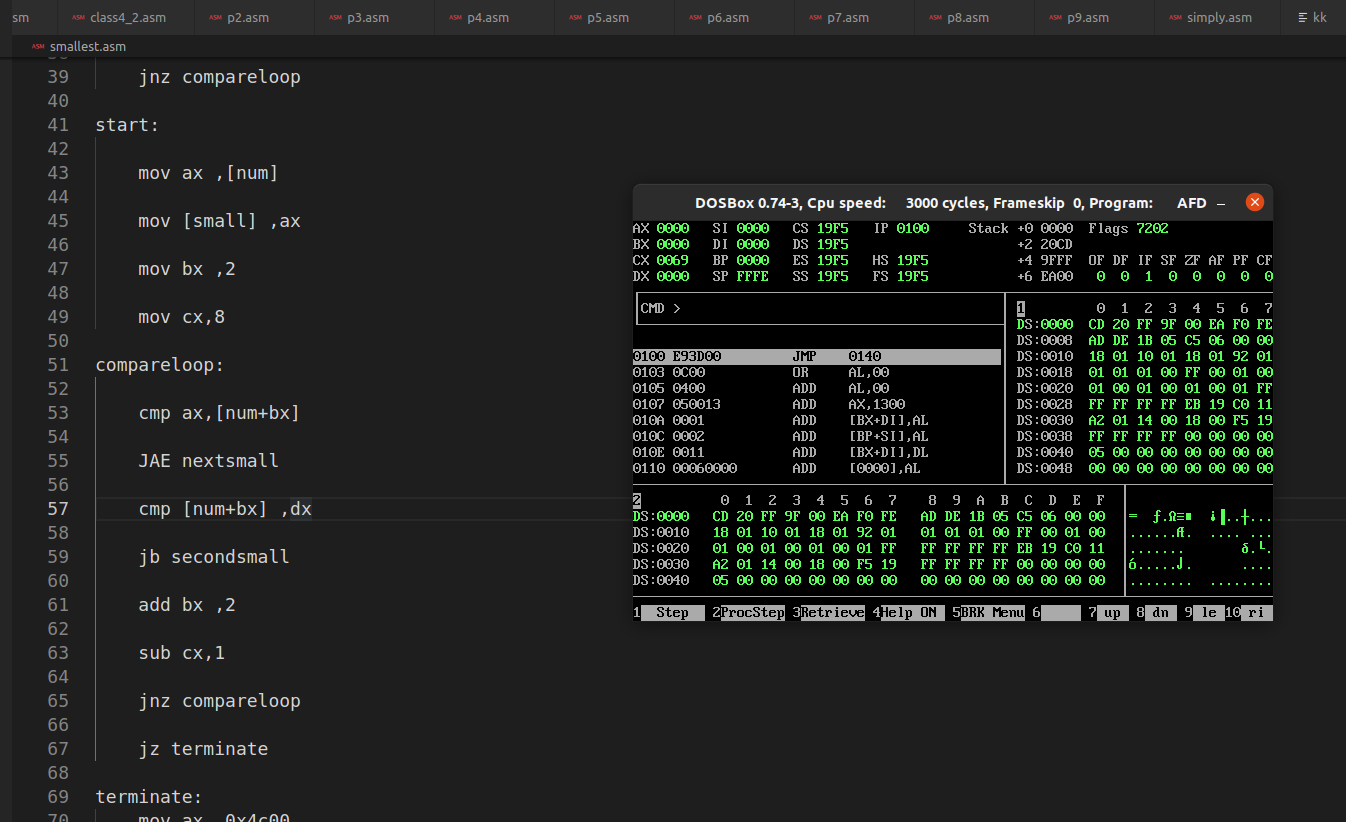 sm ASM class4_2.asm ASM p2.asm ASM p3.asm ASM p4.asm ASM p5.asm ASM p6.asm ASM p7.asm ASM p8.asm ASM p9.asm ASM simply.asm kk
ASM smallest.asm
39 jnz compareloop
40
41 start:
42
43 mov ax ,[num]
44
45 mov [small] ,ax
46
47 mov bx ,2
48
49 mov cx,8
50
51 compareloop:
52
53 cmp ax,[num+bx]
54
55 JAE nextsmall
56
57 cmp [num+bx] ,dx
58
59 jb secondsmall
60
61 add bx ,2
62
63 sub cx,1
64
65 jnz compareloop
66
67 jz terminate
68
69 terminate:
70 mov ax, 0x4c00
DOSBox 0.74-3, Cpu speed: 3000 cycles, Frameskip 0, Program: AFD
AX 0000 SI 0000 CS 19F5 IP 0100 Stack +0 0000 Flags 7202
BX 0000 DI 0000 DS 19F5 +2 20CD
CX 0069 BP 0000 ES 19F5 HS 19F5 +4 9FFF OF DF IF SF ZF AF PF CF
DX 0000 SP FFFE SS 19F5 FS 19F5 +6 EA00 0 0 1 0 0 0 0 0
CMD >
0100 E93D00 JMP 0140
0103 0C00 OR AL,00
0105 0400 ADD AL,00
0107 050013 ADD AX,1300
010A 0001 ADD [BX+DI],AL
010C 0002 ADD [BP+SI],AL
010E 0011 ADD [BX+DI],DL
0110 00060000 ADD [0000],AL
1 0 1 2 3 4 5 6 7
DS:0000 CD 20 FF 9F 00 EA F0 FE
DS:0008 AD DE 1B 05 C5 06 00 00
DS:0010 18 01 10 01 18 01 92 01
DS:0018 01 01 01 00 FF 00 01 00
DS:0020 01 00 01 00 01 00 01 FF
DS:0028 FF FF FF FF EB 19 C0 11
DS:0030 A2 01 14 00 18 00 F5 19
DS:0038 FF FF FF FF 00 00 00 00
DS:0040 05 00 00 00 00 00 00 00
DS:0048 00 00 00 00 00 00 00 00
2 0 1 2 3 4 5 6 7 8 9 A B C D E F
DS:0000 CD 20 FF 9F 00 EA F0 FE AD DE 1B 05 C5 06 00 00 = ƒ.Ω≡■ ¡▐..┼...
DS:0010 18 01 10 01 18 01 92 01 01 01 01 00 FF 00 01 00 ......Æ. .... ...
DS:0020 01 00 01 00 01 00 01 FF FF FF FF FF EB 19 C0 11 ....... δ.└.
DS:0030 A2 01 14 00 18 00 F5 19 FF FF FF FF 00 00 00 00 ó.....⌡. ....
DS:0040 05 00 00 00 00 00 00 00 00 00 00 00 00 00 00 00 ........ ........
1 Step 2 ProcStep 3 Retrieve 4 Help ON 5 BRK Menu 6 7 up 8 dn 9 le 10 ri